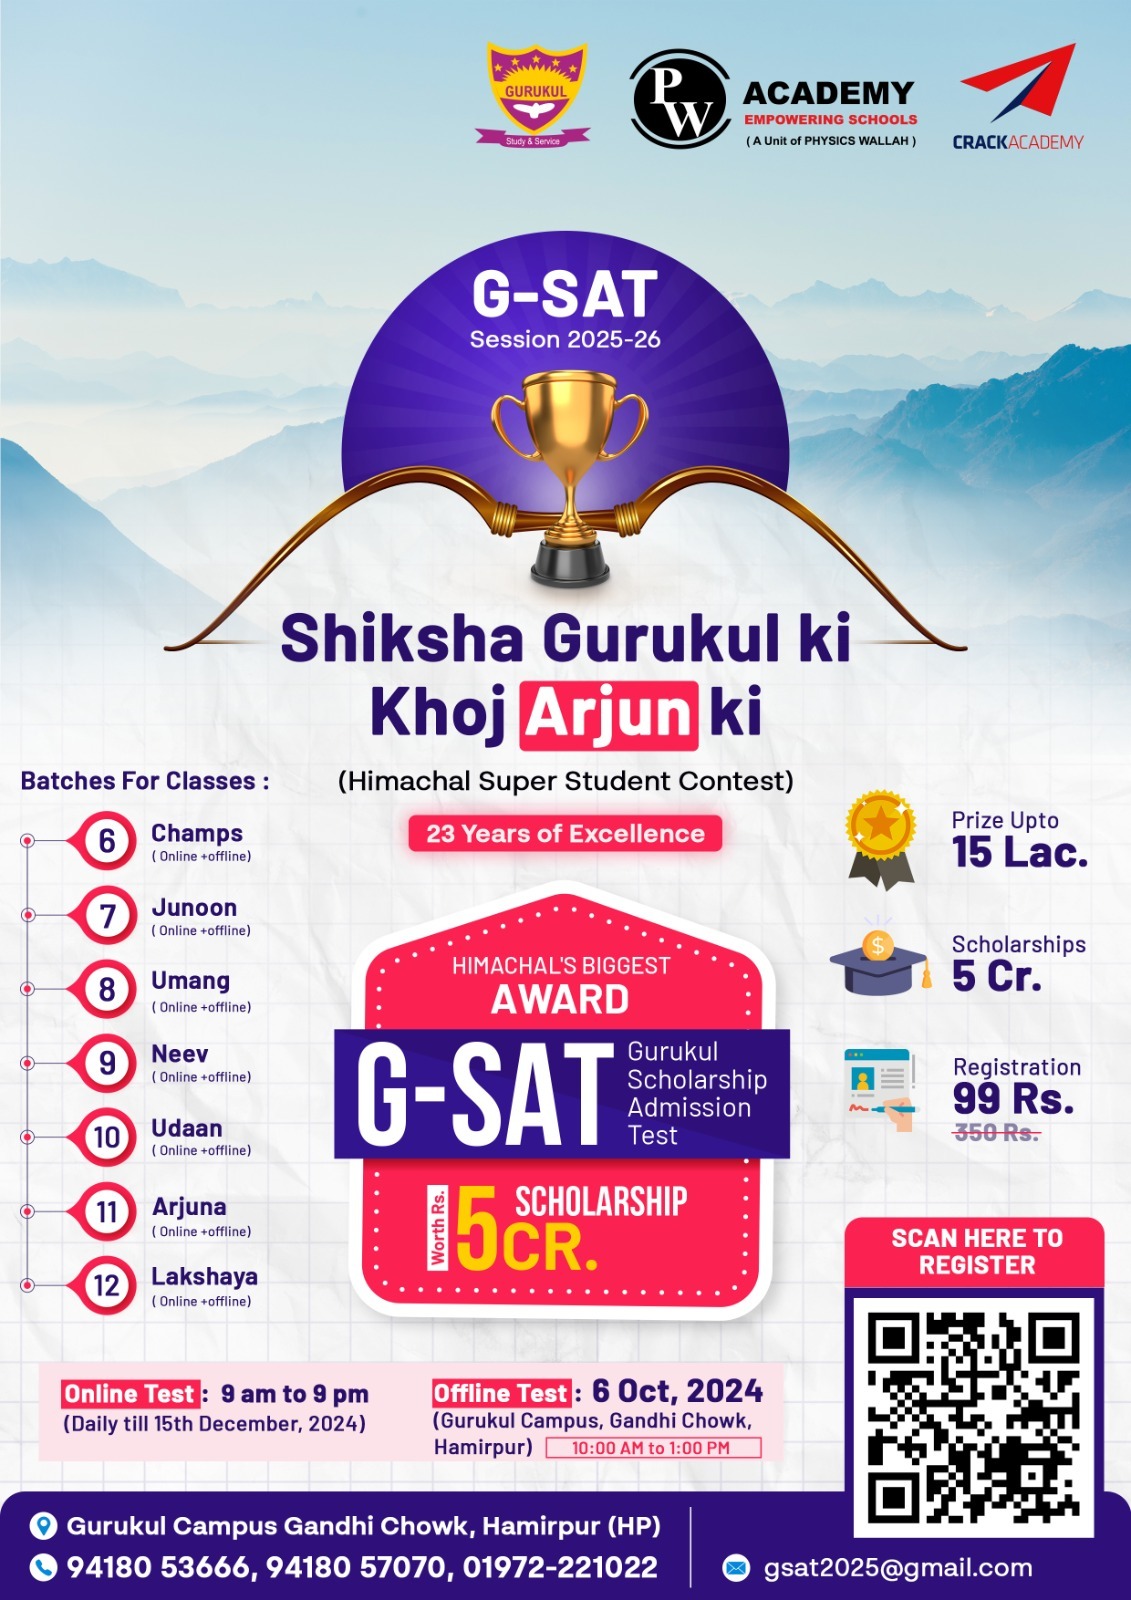 GURUKUL
Study & Service
PW
ACADEMY
EMPOWERING SCHOOLS
( A Unit of PHYSICS WALLAH )
CRACKACADEMY
G-SAT
Session 2025-26
Shiksha Gurukul ki
Khoj Arjun ki
(Himachal Super Student Contest)
23 Years of Excellence
Batches For Classes :
6 Champs
( Online +offline)
7 Junoon
( Online +offline)
8 Umang
( Online +offline)
9 Neev
( Online +offline)
10 Udaan
( Online +offline)
11 Arjuna
( Online +offline)
12 Lakshaya
( Online +offline)
HIMACHAL'S BIGGEST
AWARD
G-SAT
Gurukul
Scholarship
Admission
Test
Worth Rs.
5 CR.
SCHOLARSHIP
Prize Upto
15 Lac.
$
Scholarships
5 Cr.
Registration
99 Rs.
350 Rs.
SCAN HERE TO
REGISTER
Online Test : 9 am to 9 pm
(Daily till 15th December, 2024)
Offline Test : 6 Oct, 2024
(Gurukul Campus, Gandhi Chowk,
Hamirpur) 10:00 AM to 1:00 PM
Gurukul Campus Gandhi Chowk, Hamirpur (HP)
94180 53666, 94180 57070, 01972-221022
gsat2025@gmail.com